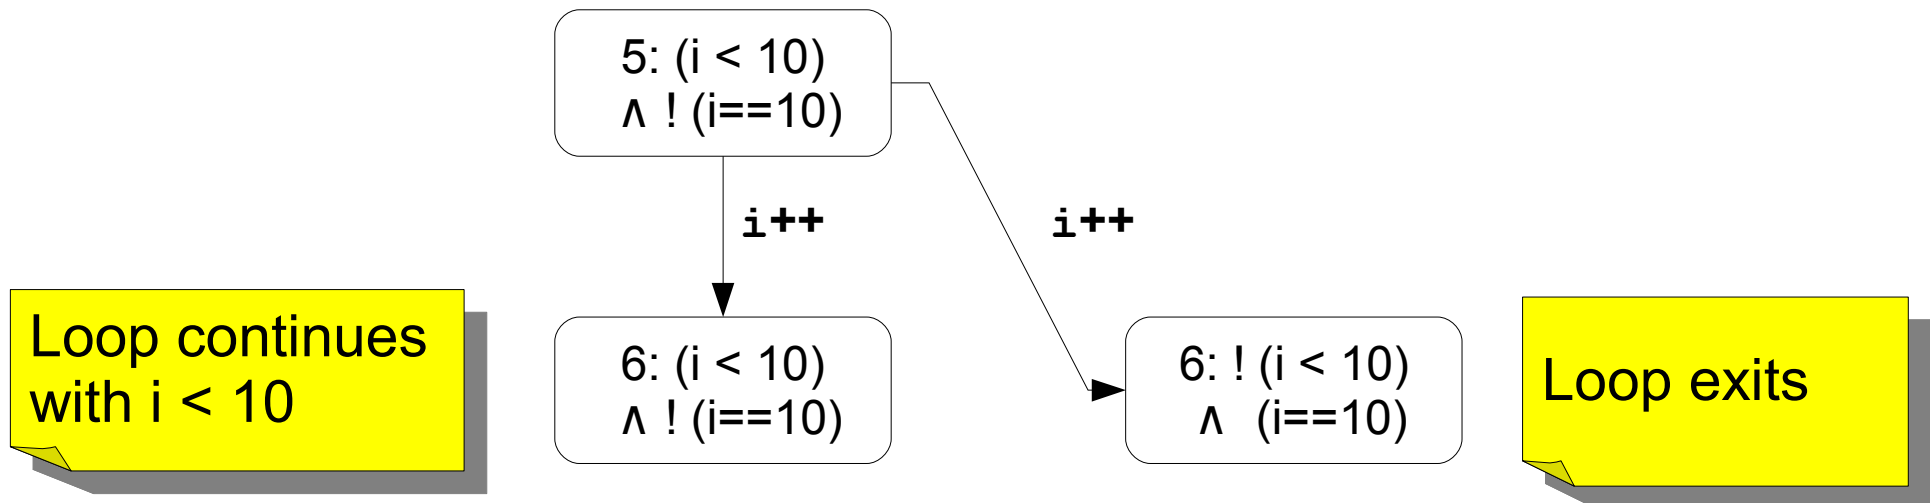 5: (i < 10)
∧ ! (i==10)
i++
i++
Loop continues
with i < 10
6: (i < 10)
∧ ! (i==10)
6: ! (i < 10)
∧ (i==10)
Loop exits